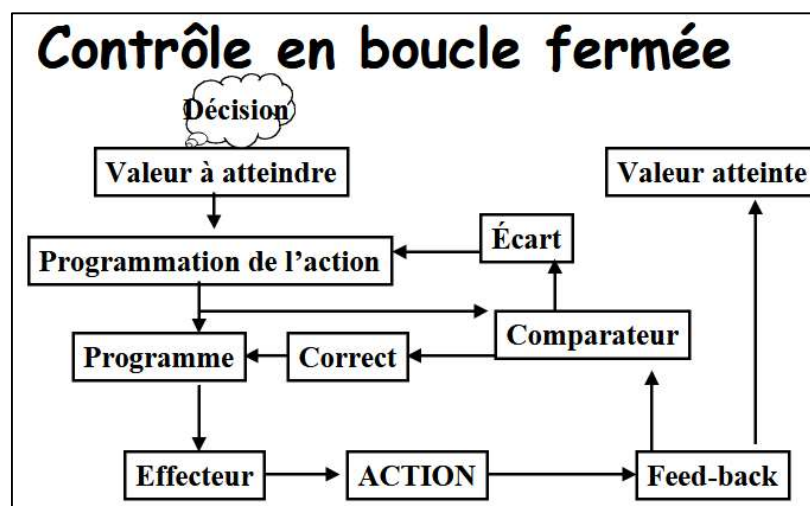 Contrôle en boucle fermée
Décision
Valeur à atteindre
Valeur atteinte
Écart
Programmation de l’action
Comparateur
Programme
Correct
Effecteur
ACTION
Feed-back